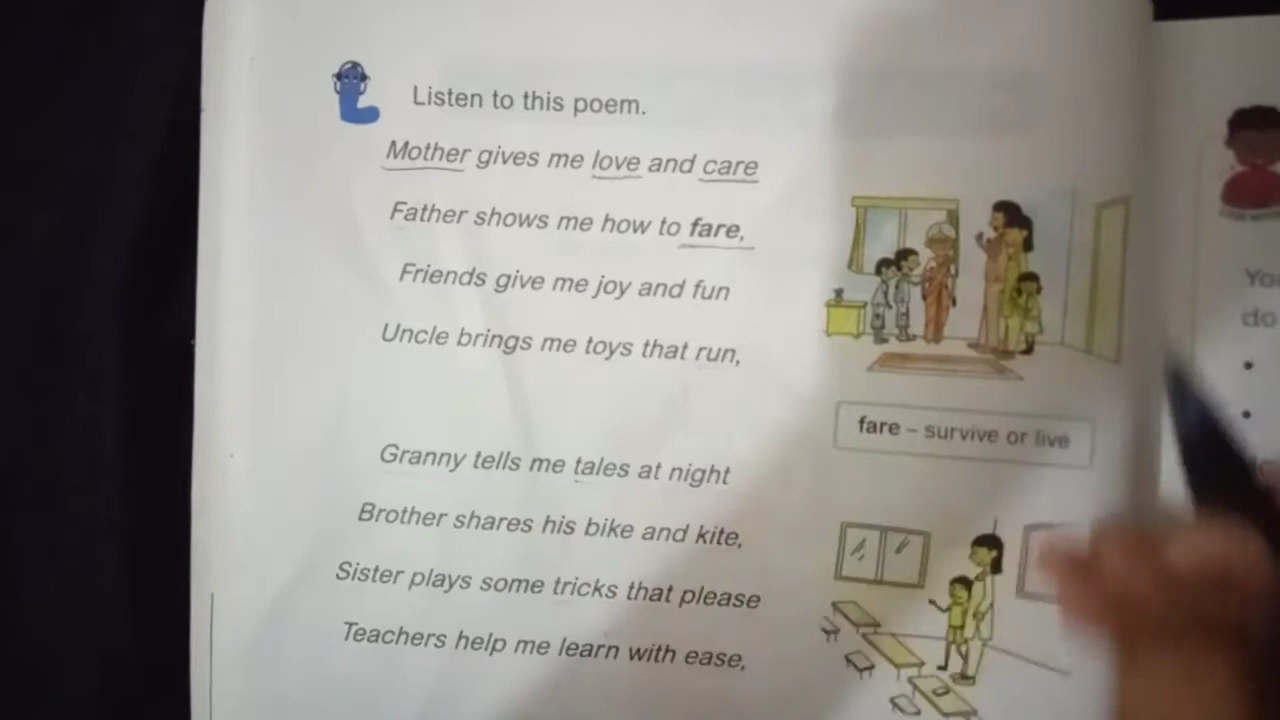 Listen to this poem.
Mother gives me love and care
Father shows me how to fare,
Friends give me joy and fun
Uncle brings me toys that run,
fare – survive or live
Granny tells me tales at night
Brother shares his bike and kite,
Sister plays some tricks that please
Teachers help me learn with ease,
do